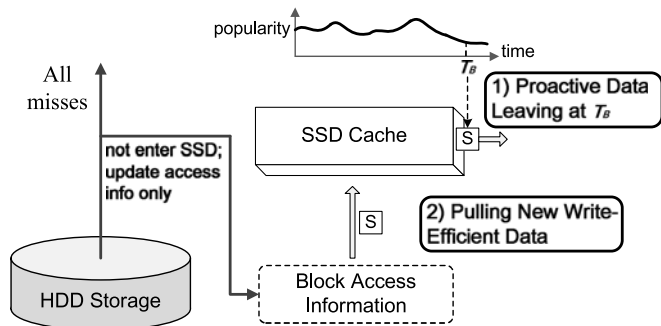 popularity
time
T_B
All
misses
1) Proactive Data
Leaving at T_B
not enter SSD;
update access
info only
SSD Cache
S
S
2) Pulling New Write-
Efficient Data
HDD Storage
Block Access
Information